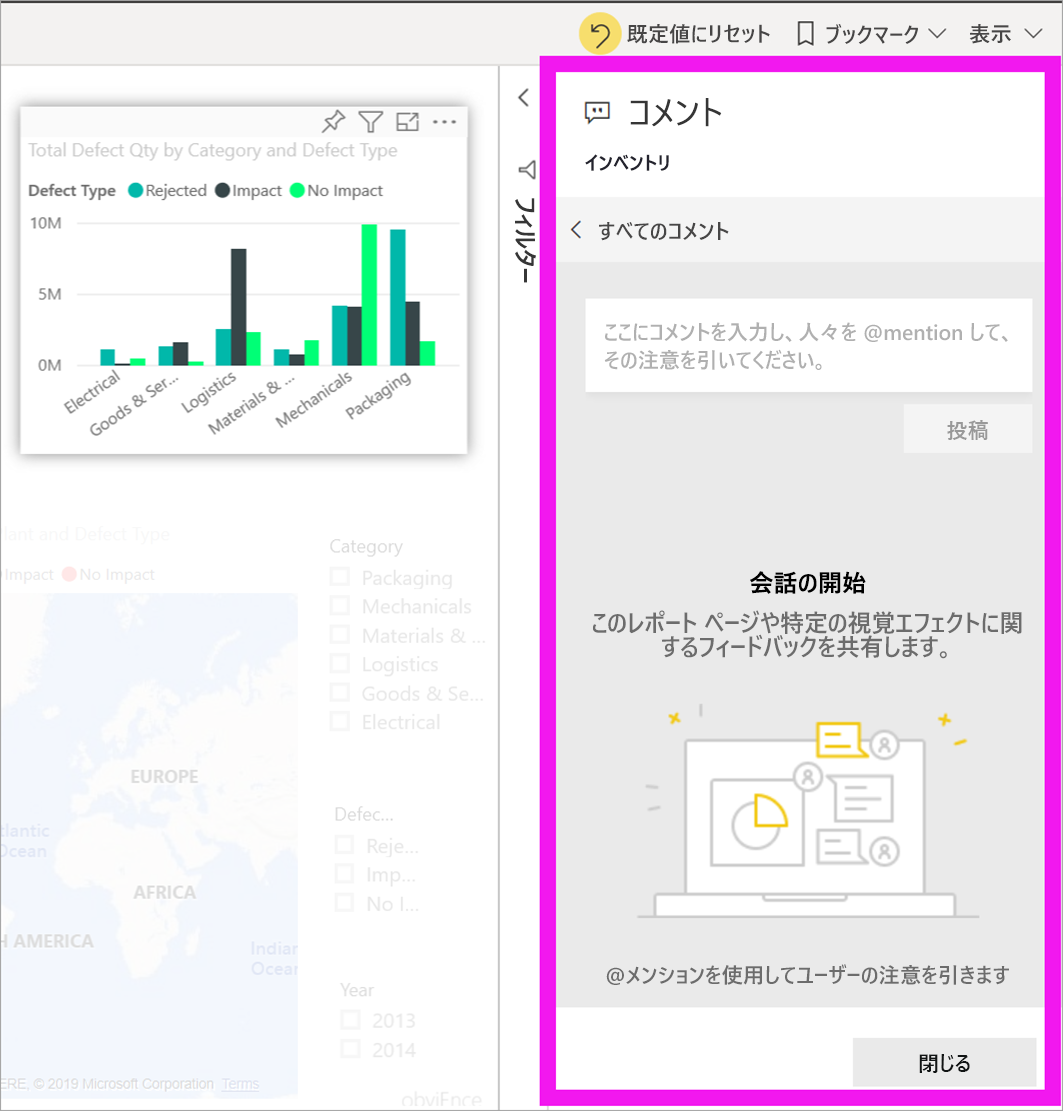 既定値にリセット ブックマーク 表示
Total Defect Qty by Category and Defect Type
Defect Type Rejected Impact No Impact
10M
5M
0M
Electrical
Goods & Ser...
Logistics
Materials & ...
Mechanicals
Packaging
lant and Defect Type
Impact No Impact
EUROPE
tlantic
Ocean
AFRICA
H AMERICA
Indian
Ocean
ERE, © 2019 Microsoft Corporation Terms
Category
Packaging
Mechanicals
Materials & ...
Logistics
Goods & Se...
Electrical
Defec...
Reje...
Imp...
No I...
Year
2013
2014
obviEnce
フィルター
コメント
インベントリ
すべてのコメント
ここにコメントを入力し、人々を @mention して、
その注意を引いてください。
投稿
会話の開始
このレポート ページや特定の視覚エフェクトに関
するフィードバックを共有します。
@メンションを使用してユーザーの注意を引きます
閉じる